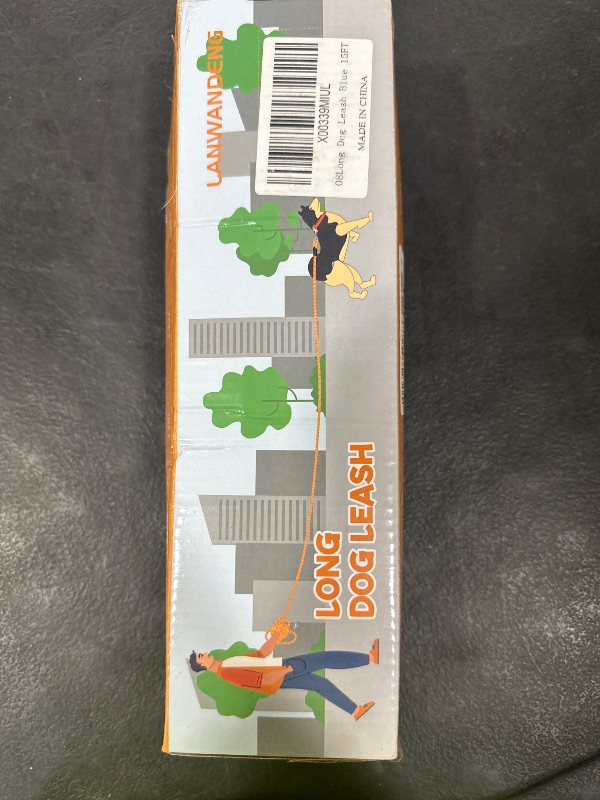 LANWANDENG
X00339MIUL
08Long Dog Leash Blue 15FT
MADE IN CHINA
LONG
DOG LEASH